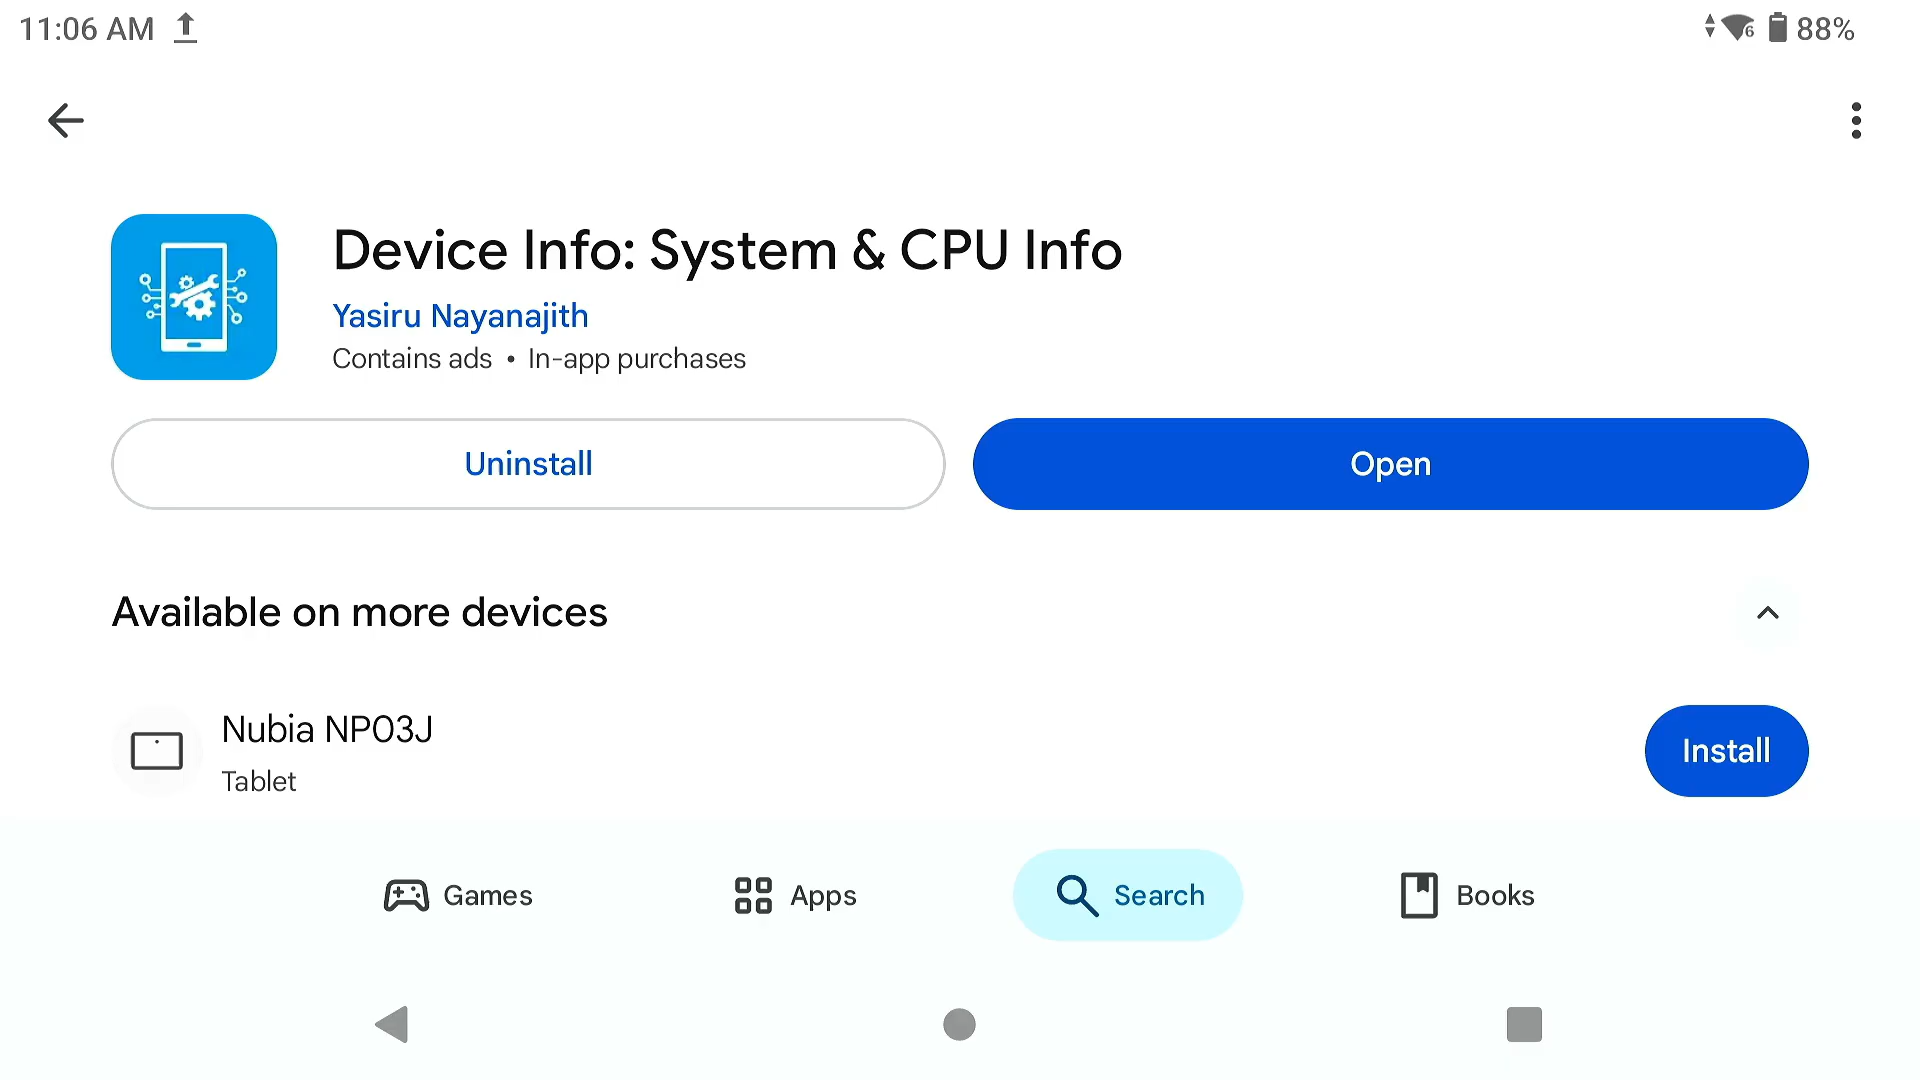 11:06 AM
6 88%
Device Info: System & CPU Info
Yasiru Nayanajith
Contains ads • In-app purchases
Uninstall
Open
Available on more devices
Nubia NP03J
Tablet
Install
Games
Apps
Search
Books